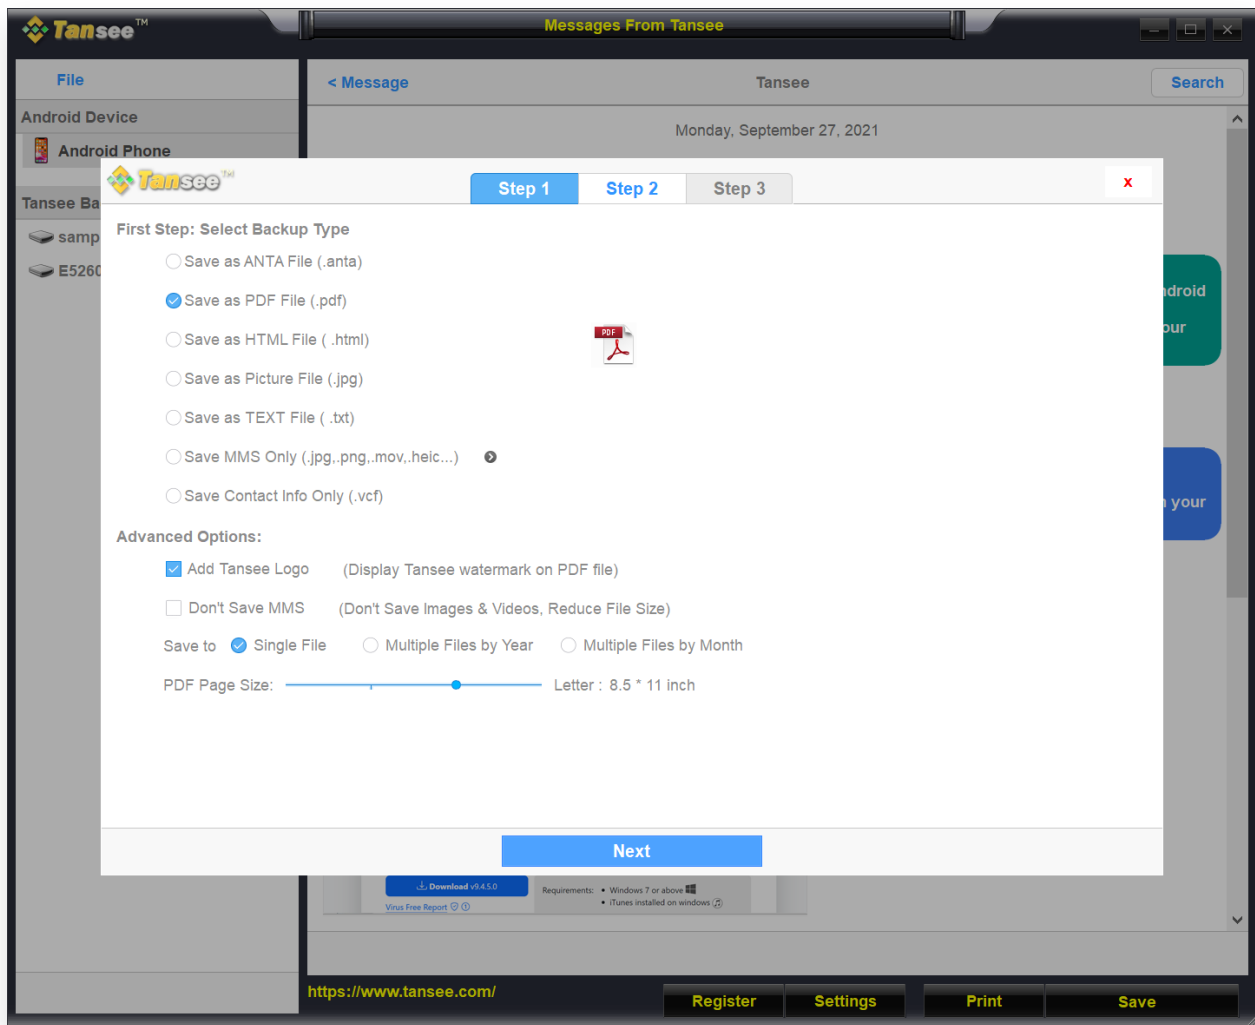 Tansee™
Messages From Tansee
File
< Message
Tansee
Search
Android Device
Monday, September 27, 2021
Android Phone
Tansee™
Step 1
Step 2
Step 3
x
Tansee Ba
samp
E5260
First Step: Select Backup Type
Save as ANTA File (.anta)
Save as PDF File (.pdf)
Save as HTML File ( .html)
Save as Picture File (.jpg)
Save as TEXT File ( .txt)
Save MMS Only (.jpg,.png,.mov,.heic...)
Save Contact Info Only (.vcf)
PDF
ndroid
our
your
Advanced Options:
Add Tansee Logo (Display Tansee watermark on PDF file)
Don't Save MMS (Don't Save Images & Videos, Reduce File Size)
Save to Single File Multiple Files by Year Multiple Files by Month
PDF Page Size: Letter : 8.5 * 11 inch
Next
Download v9.4.5.0
Virus Free Report
Requirements: • Windows 7 or above
• iTunes installed on windows
https://www.tansee.com/
Register
Settings
Print
Save